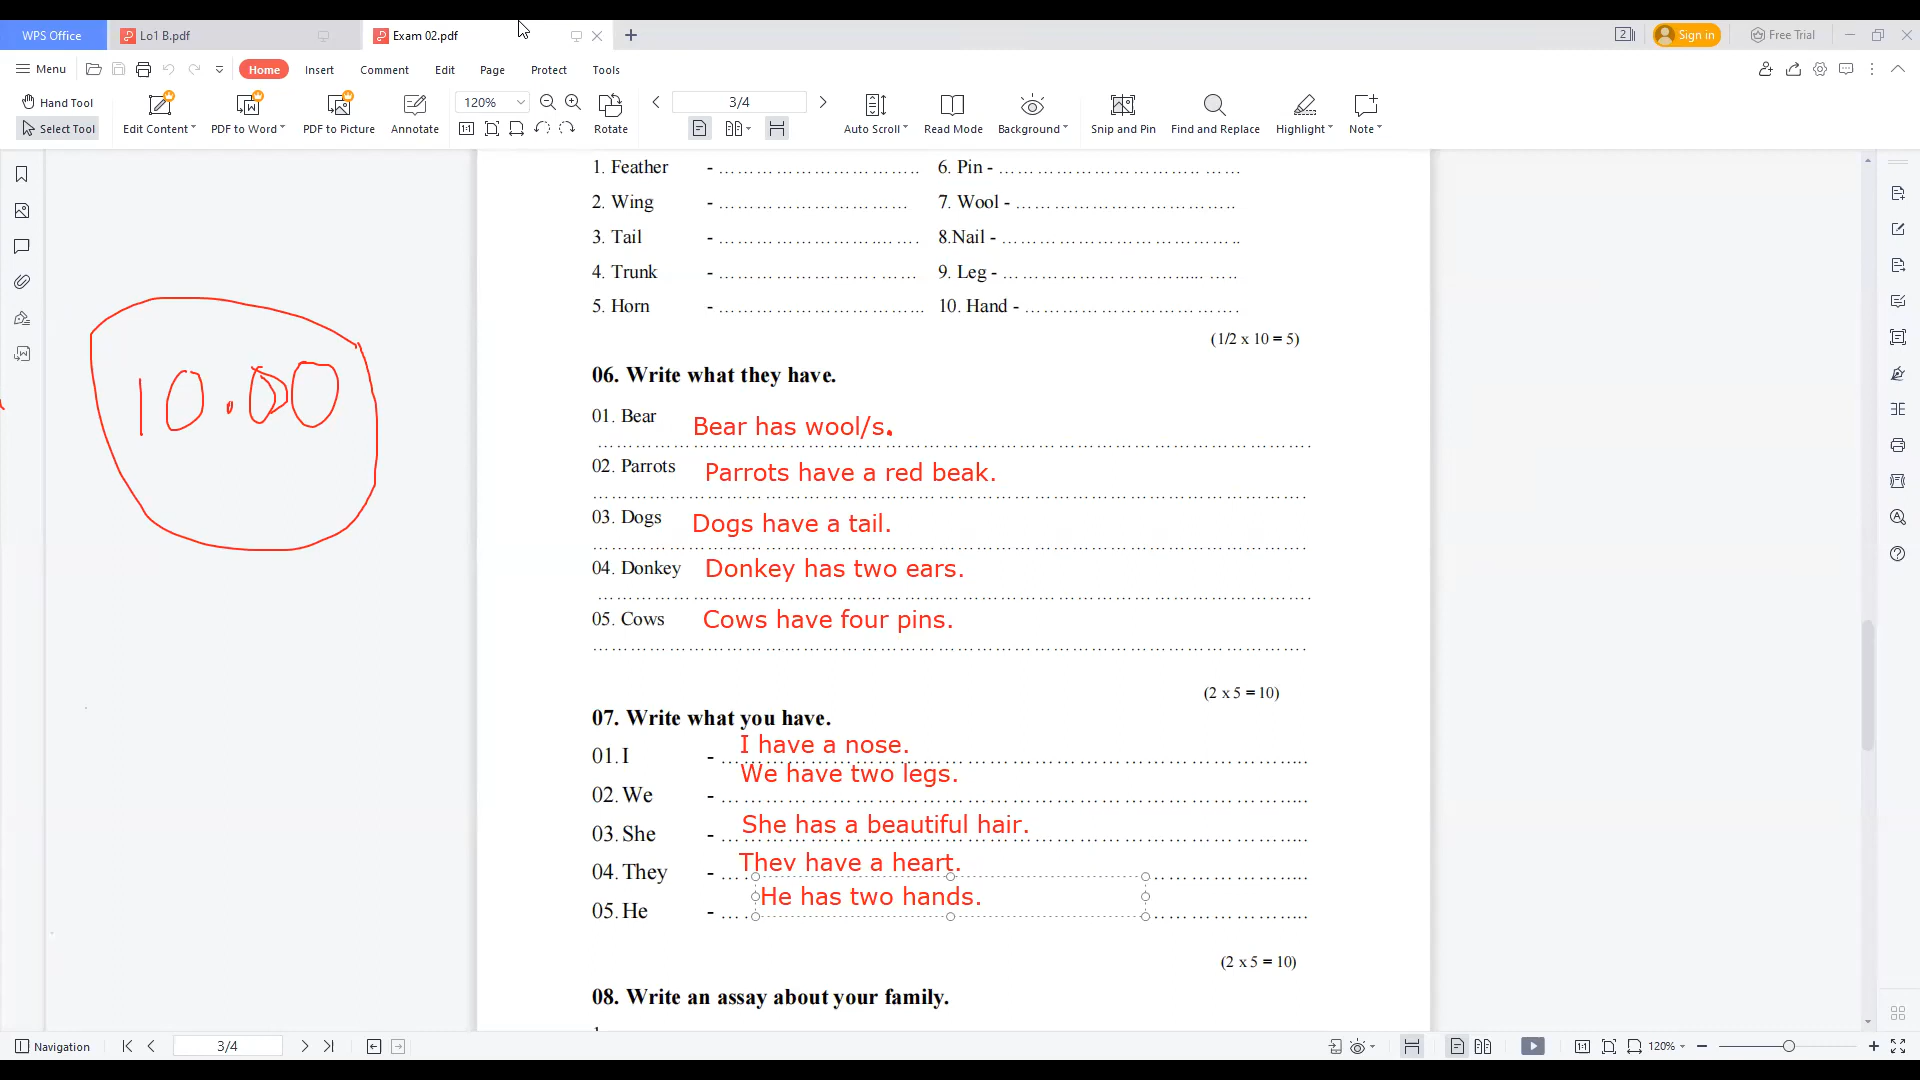 WPS Office
Lo1 B.pdf
Exam 02.pdf
2
Sign in
Free Trial
Menu
Home
Insert
Comment
Edit
Page
Protect
Tools
Hand Tool
Select Tool
Edit Content
PDF to Word
PDF to Picture
Annotate
120%
Rotate
3/4
Auto Scroll
Read Mode
Background
Snip and Pin
Find and Replace
Highlight
Note
1. Feather - ………………………….. 6. Pin - ………………………. ……
2. Wing - ………………………… 7. Wool - …………………………..
3. Tail - …………………….……. 8.Nail - ……………………………..
4. Trunk - ……………………. …… 9. Leg - ……………………...... …..
5. Horn - …………………………... 10. Hand - …………………………….
(1/2 x 10 = 5)
10.00
06. Write what they have.
01. Bear Bear has wool/s.
02. Parrots Parrots have a red beak.
03. Dogs Dogs have a tail.
04. Donkey Donkey has two ears.
05. Cows Cows have four pins.
(2 x 5 = 10)
07. Write what you have.
01. I - I have a nose.
02. We - We have two legs.
03. She - She has a beautiful hair.
04. They - They have a heart.
05. He - He has two hands.
(2 x 5 = 10)
08. Write an assay about your family.
Navigation
3/4
120%